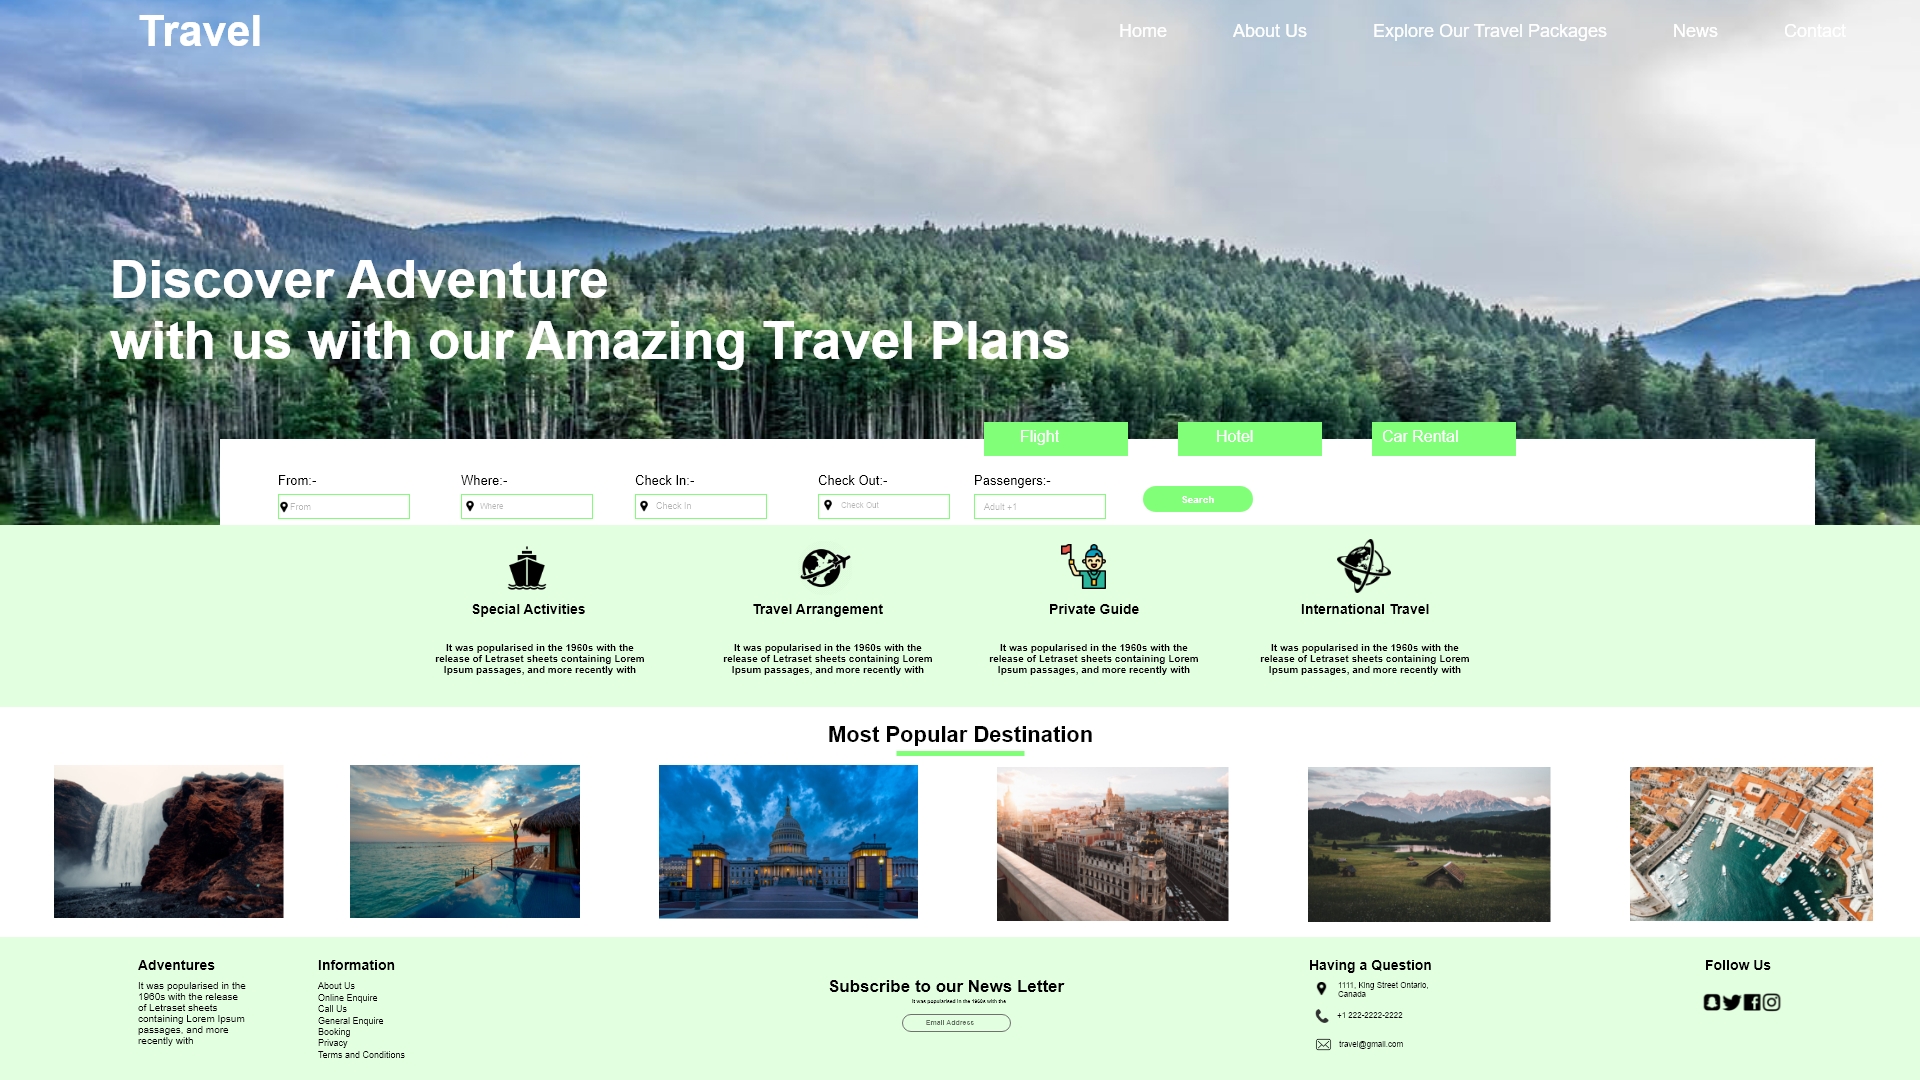 Travel
Home
About Us
Explore Our Travel Packages
News
Contact
Discover Adventure
with us with our Amazing Travel Plans
Flight
Hotel
Car Rental
From:-
Where:-
Check In:-
Check Out:-
Passengers:-
From
Where
Check In
Check Out
Adult +1
Search
Special Activities
Travel Arrangement
Private Guide
International Travel
It was popularised in the 1960s with the
release of Letraset sheets containing Lorem
Ipsum passages, and more recently with
It was popularised in the 1960s with the
release of Letraset sheets containing Lorem
Ipsum passages, and more recently with
It was popularised in the 1960s with the
release of Letraset sheets containing Lorem
Ipsum passages, and more recently with
It was popularised in the 1960s with the
release of Letraset sheets containing Lorem
Ipsum passages, and more recently with
Most Popular Destination
Adventures
It was popularised in the
1960s with the release
of Letraset sheets
containing Lorem Ipsum
passages, and more
recently with
Information
About Us
Online Enquire
Call Us
General Enquire
Booking
Privacy
Terms and Conditions
Subscribe to our News Letter
It was popularised in the 1960s with the
Email Address
Having a Question
1111, King Street Ontario,
Canada
+1 222-2222-2222
travel@gmail.com
Follow Us